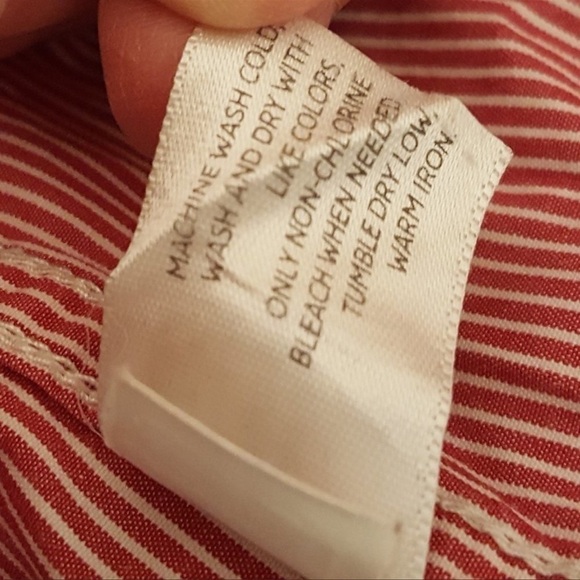 MACHINE WASH COLD.
WASH AND DRY WITH
LIKE COLORS.
ONLY NON-CHLORINE
BLEACH WHEN NEEDED
TUMBLE DRY LOW.
WARM IRON.